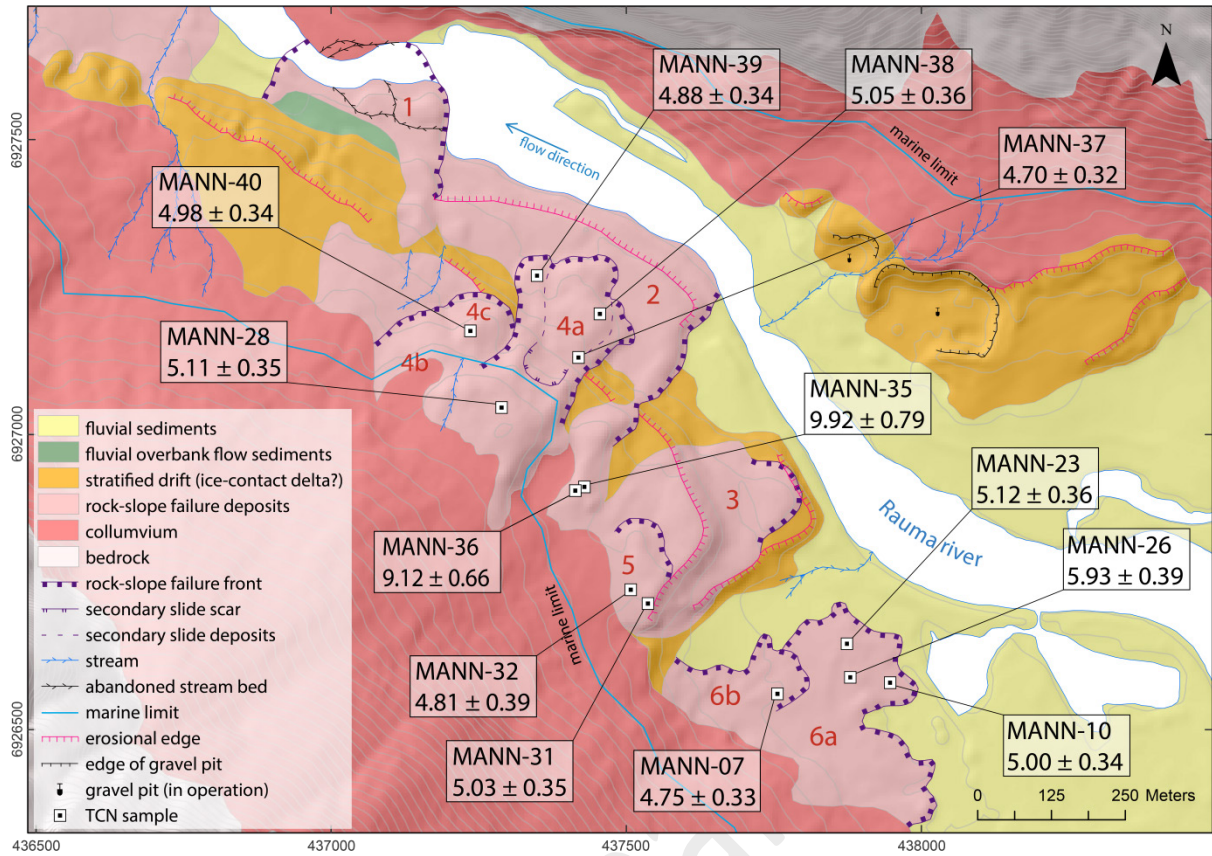 N
MANN-39
4.88 ± 0.34
MANN-38
5.05 ± 0.36
MANN-37
4.70 ± 0.32
MANN-40
4.98 ± 0.34
MANN-28
5.11 ± 0.35
MANN-35
9.92 ± 0.79
MANN-23
5.12 ± 0.36
MANN-26
5.93 ± 0.39
MANN-36
9.12 ± 0.66
MANN-32
4.81 ± 0.39
MANN-31
5.03 ± 0.35
MANN-07
4.75 ± 0.33
MANN-10
5.00 ± 0.34
1
2
3
4a
4b
4c
5
6a
6b
flow direction
marine limit
marine limit
Rauma river
fluvial sediments
fluvial overbank flow sediments
stratified drift (ice-contact delta?)
rock-slope failure deposits
collumvium
bedrock
rock-slope failure front
secondary slide scar
secondary slide deposits
stream
abandoned stream bed
marine limit
erosional edge
edge of gravel pit
gravel pit (in operation)
TCN sample
0 125 250 Meters
6927500
6927000
6926500
436500 437000 437500 438000